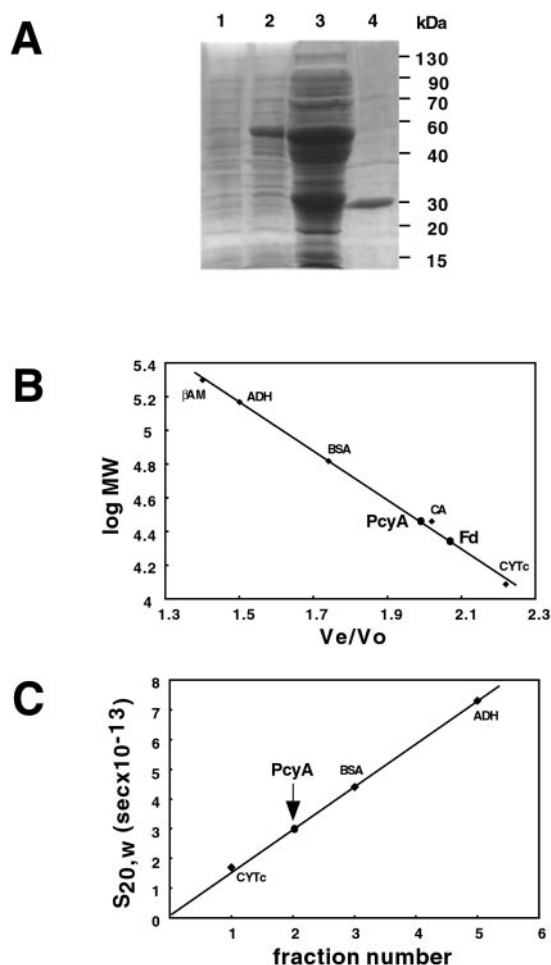 A
1 2 3 4 kDa
130
90
70
60
40
30
20
15
B
log MW
5.4
5.2
5
4.8
4.6
4.4
4.2
4
βAM
ADH
BSA
PcyA
CA
Fd
CYTc
1.3 1.5 1.7 1.9 2.1 2.3
Ve/Vo
C
S20,w (secx10-13)
8
7
6
5
4
3
2
1
0
PcyA
BSA
ADH
CYTc
1 2 3 4 5 6
fraction number